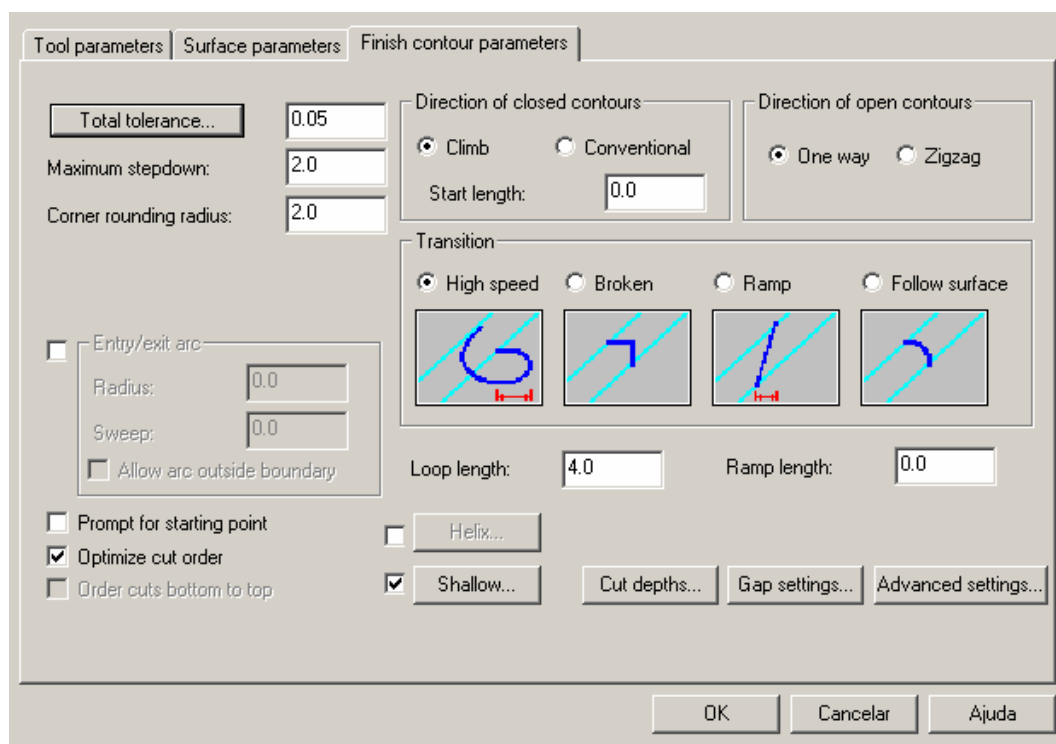 Tool parameters
Surface parameters
Finish contour parameters
Total tolerance...
0.05
Maximum stepdown:
2.0
Corner rounding radius:
2.0
Direction of closed contours
Climb
Conventional
Start length:
0.0
Direction of open contours
One way
Zigzag
Transition
High speed
Broken
Ramp
Follow surface
Entry/exit arc
Radius:
0.0
Sweep:
0.0
Allow arc outside boundary
Loop length:
4.0
Ramp length:
0.0
Prompt for starting point
Optimize cut order
Order cuts bottom to top
Helix...
Shallow...
Cut depths...
Gap settings...
Advanced settings...
OK
Cancelar
Ajuda